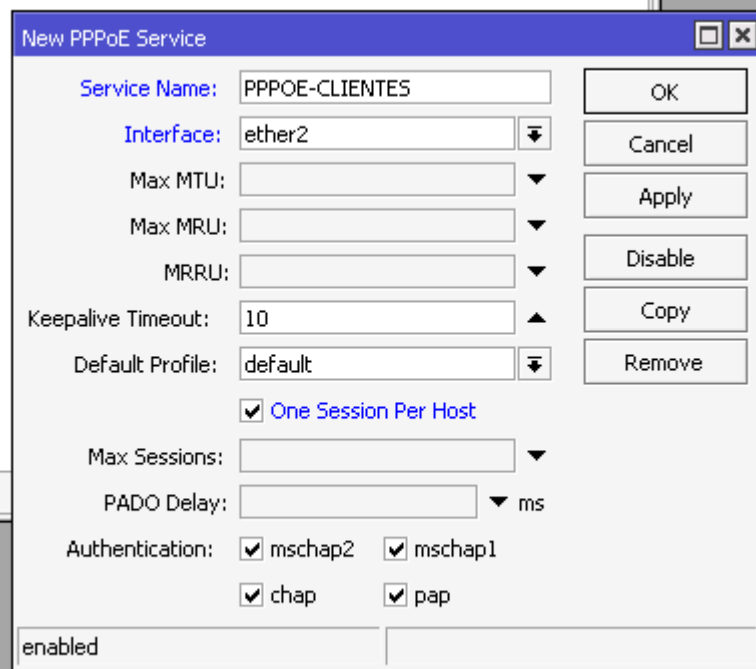 New PPPoE Service
Service Name: PPPOE-CLIENTES
OK
Interface: ether2
Cancel
Max MTU:
Apply
Max MRU:
MRRU:
Disable
Keepalive Timeout: 10
Copy
Default Profile: default
Remove
One Session Per Host
Max Sessions:
PADO Delay: ms
Authentication: mschap2 mschap1
chap pap
enabled